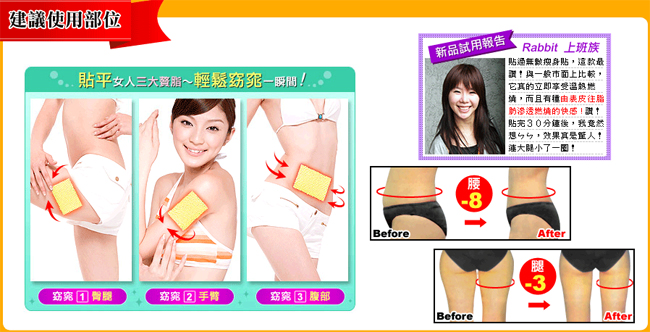 建議使用部位
貼平女人三大贅脂～輕鬆窈窕一瞬間！
窈窕 1 臀腿
窈窕 2 手臂
窈窕 3 腹部
新品試用報告
Rabbit 上班族
貼過無數瘦身貼，這款最
讚！與一般市面上比較，
它真的立即享受溫熱燃
燒，而且有種由表皮往脂
肪滲透燃燒的快感！讚！
貼完３０分鐘後，我竟然
想ㄣㄣ，效果真是驚人！
連大腿小了一圈！
腰
-8
Before
After
腿
-3
Before
After